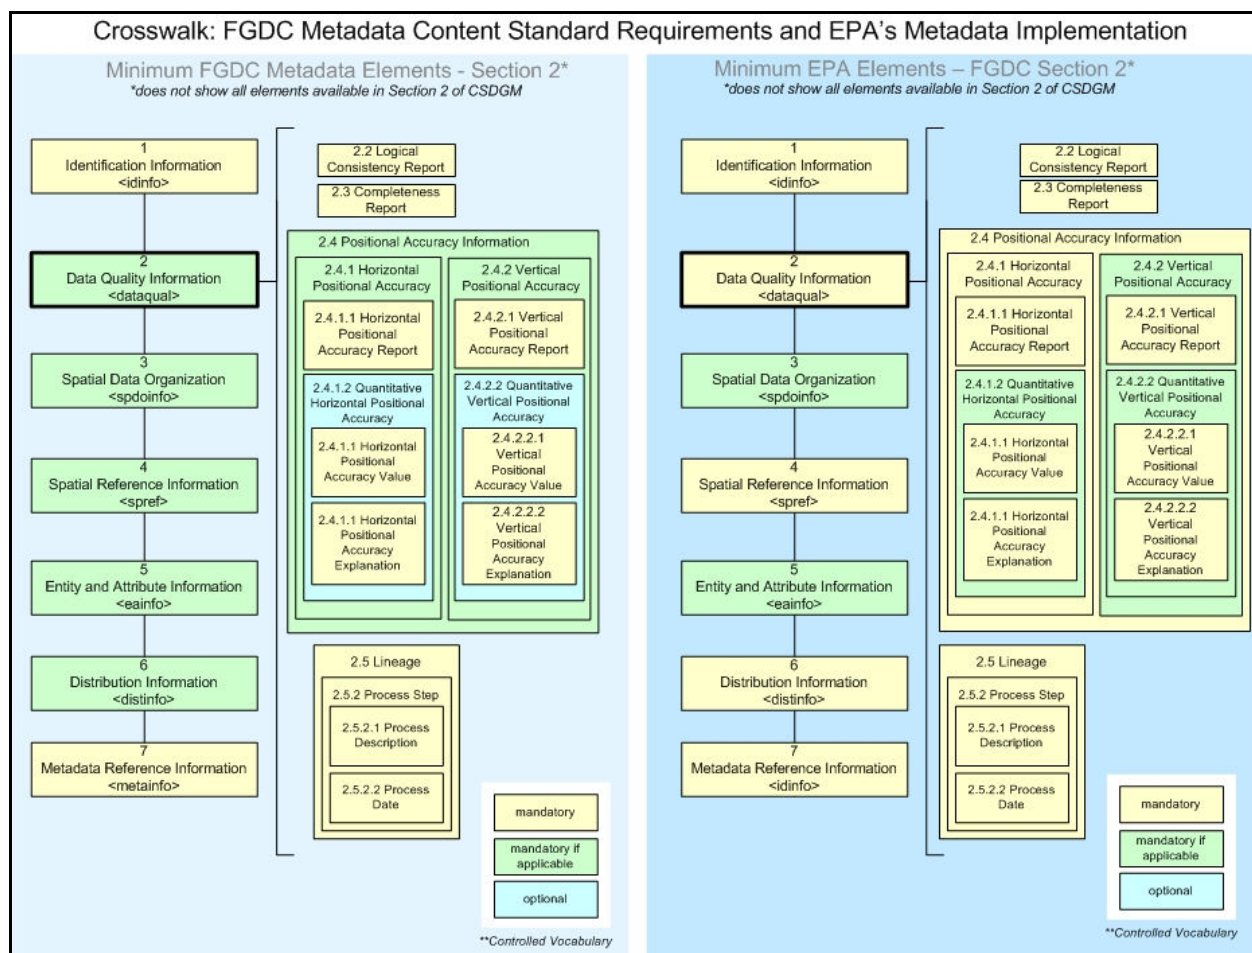 Crosswalk: FGDC Metadata Content Standard Requirements and EPA's Metadata Implementation
Minimum FGDC Metadata Elements - Section 2*
*does not show all elements available in Section 2 of CSDGM
1
Identification Information
<idinfo>
2
Data Quality Information
<dataqual>
3
Spatial Data Organization
<spdoinfo>
4
Spatial Reference Information
<spref>
5
Entity and Attribute Information
<eainfo>
6
Distribution Information
<distinfo>
7
Metadata Reference Information
<metainfo>
2.2 Logical
Consistency Report
2.3 Completeness
Report
2.4 Positional Accuracy Information
2.4.1 Horizontal
Positional Accuracy
2.4.1.1 Horizontal
Positional
Accuracy Report
2.4.1.2 Quantitative
Horizontal Positional
Accuracy
2.4.1.1 Horizontal
Positional
Accuracy Value
2.4.1.1 Horizontal
Positional
Accuracy
Explanation
2.4.2 Vertical
Positional Accuracy
2.4.2.1 Vertical
Positional
Accuracy Report
2.4.2.2 Quantitative
Vertical Positional
Accuracy
2.4.2.2.1
Vertical
Positional
Accuracy Value
2.4.2.2.2
Vertical
Positional
Accuracy
Explanation
2.5 Lineage
2.5.2 Process Step
2.5.2.1 Process
Description
2.5.2.2 Process
Date
mandatory
mandatory if
applicable
optional
**Controlled Vocabulary
Minimum EPA Elements – FGDC Section 2*
*does not show all elements available in Section 2 of CSDGM
1
Identification Information
<idinfo>
2
Data Quality Information
<dataqual>
3
Spatial Data Organization
<spdoinfo>
4
Spatial Reference Information
<spref>
5
Entity and Attribute Information
<eainfo>
6
Distribution Information
<distinfo>
7
Metadata Reference Information
<idinfo>
2.2 Logical
Consistency Report
2.3 Completeness
Report
2.4 Positional Accuracy Information
2.4.1 Horizontal
Positional Accuracy
2.4.1.1 Horizontal
Positional
Accuracy Report
2.4.1.2 Quantitative
Horizontal Positional
Accuracy
2.4.1.1 Horizontal
Positional
Accuracy Value
2.4.1.1 Horizontal
Positional
Accuracy
Explanation
2.4.2 Vertical
Positional Accuracy
2.4.2.1 Vertical
Positional
Accuracy Report
2.4.2.2 Quantitative
Vertical Positional
Accuracy
2.4.2.2.1
Vertical
Positional
Accuracy Value
2.4.2.2.2
Vertical
Positional
Accuracy
Explanation
2.5 Lineage
2.5.2 Process Step
2.5.2.1 Process
Description
2.5.2.2 Process
Date
mandatory
mandatory if
applicable
optional
**Controlled Vocabulary